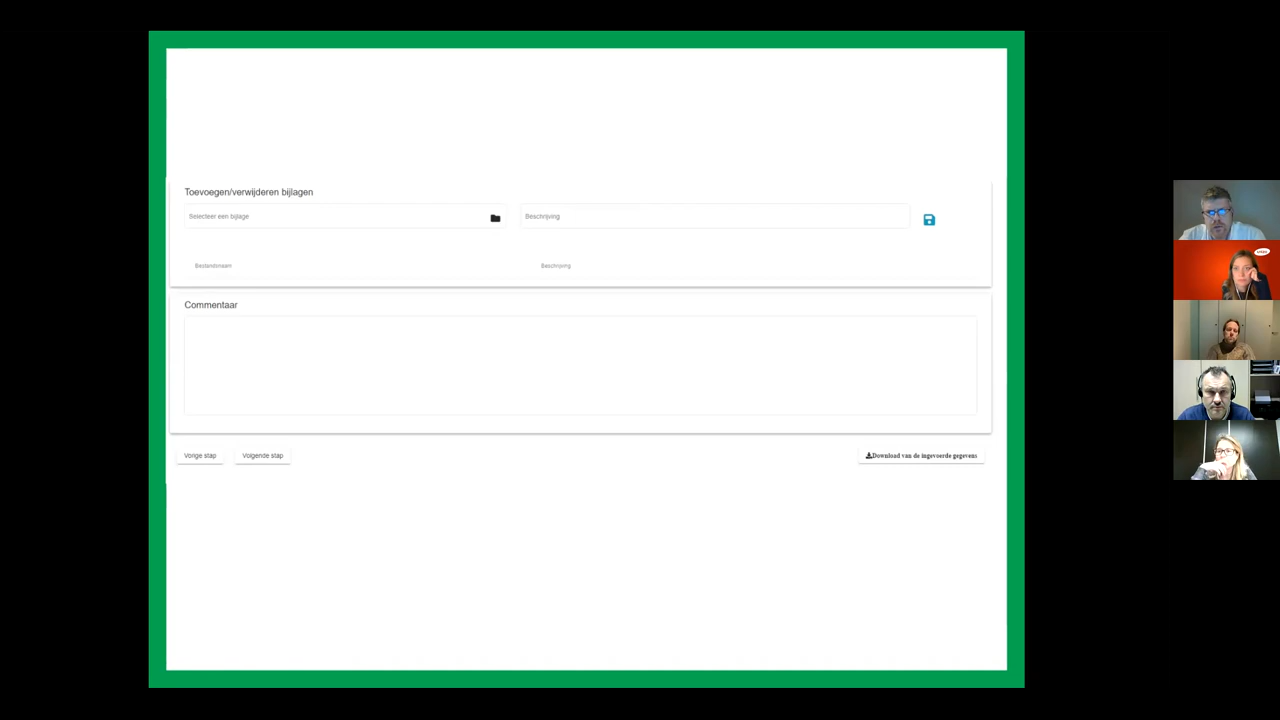 Toevoegen/verwijderen bijlagen
Selecteer een bijlage
Beschrijving
Bestandsnaam
Beschrijving
Commentaar
Vorige stap
Volgende stap
Download van de ingevoerde gegevens